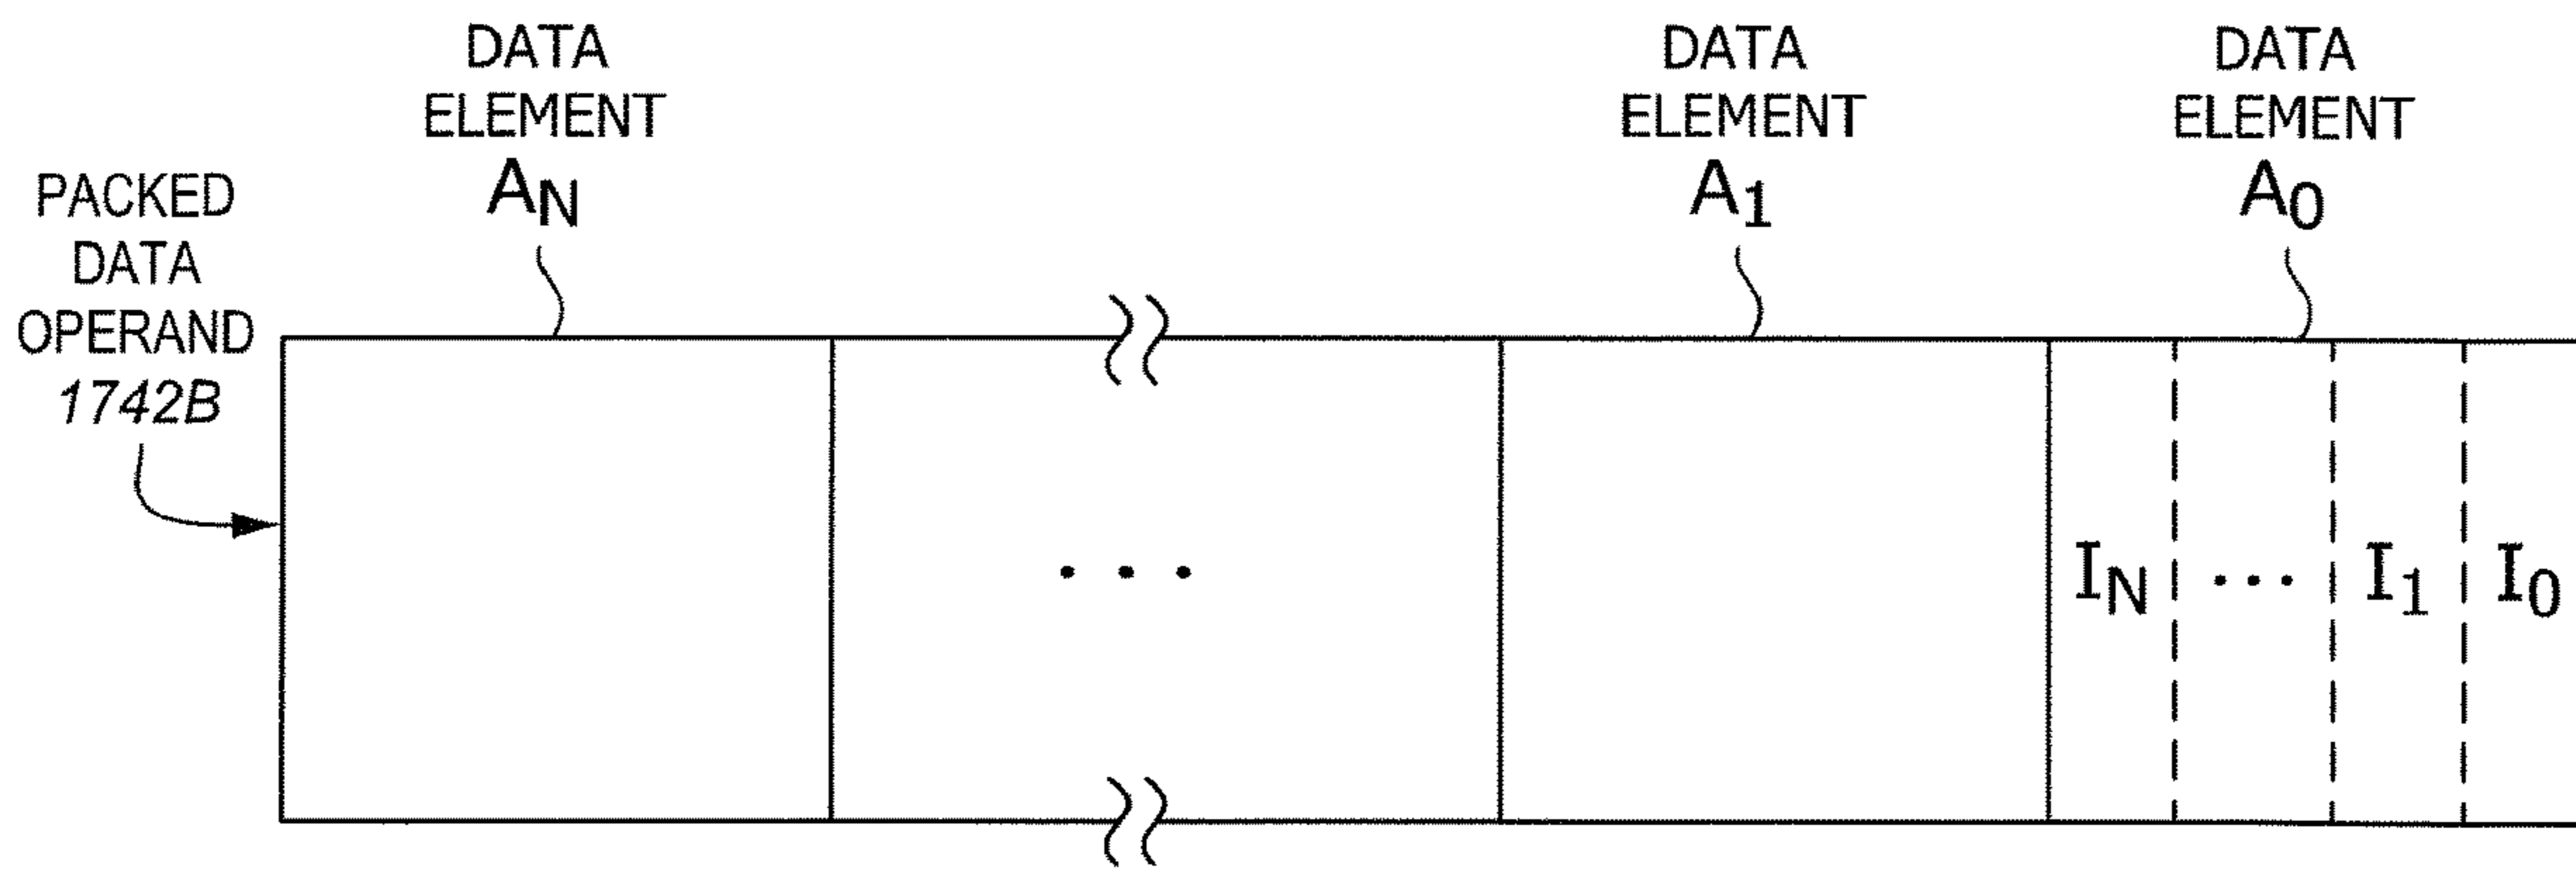 DATA
ELEMENT
A_N
DATA
ELEMENT
A_1
DATA
ELEMENT
A_0
PACKED
DATA
OPERAND
1742B
. . .
I_N ... I_1 I_0